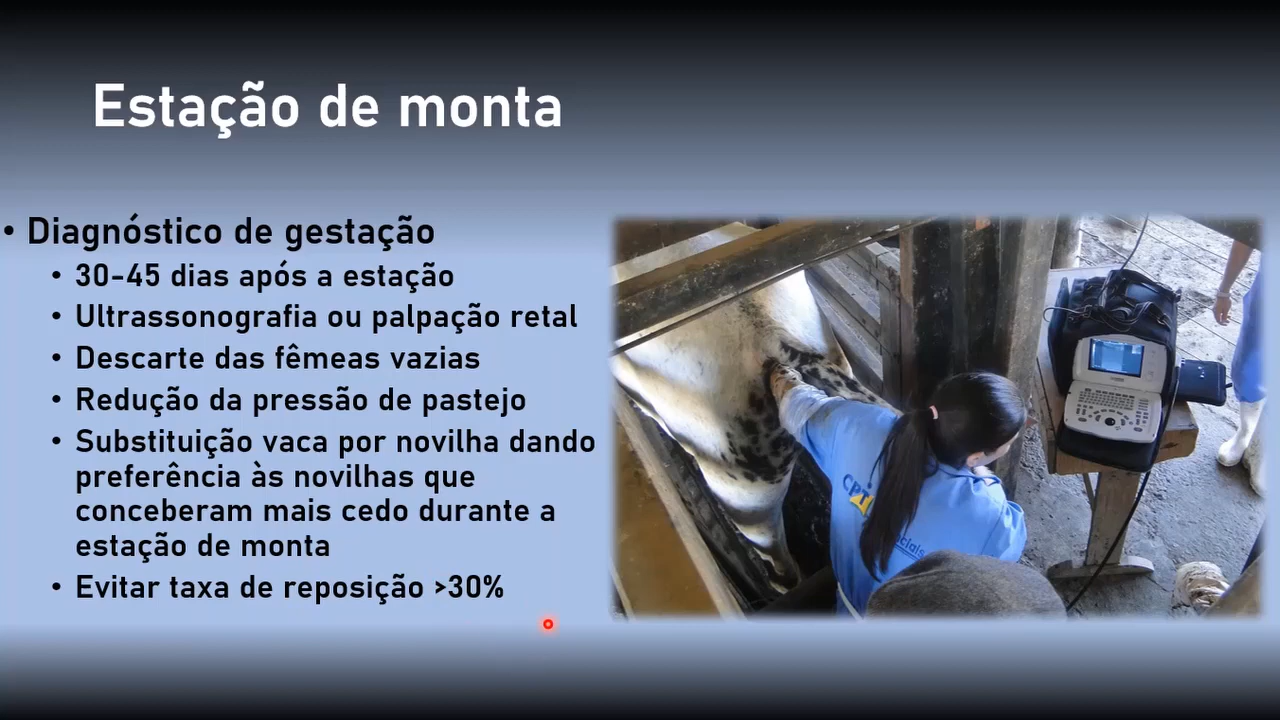 Estação de monta
• Diagnóstico de gestação
• 30-45 dias após a estação
• Ultrassonografia ou palpação retal
• Descarte das fêmeas vazias
• Redução da pressão de pastejo
• Substituição vaca por novilha dando
preferência às novilhas que
conceberam mais cedo durante a
estação de monta
• Evitar taxa de reposição >30%